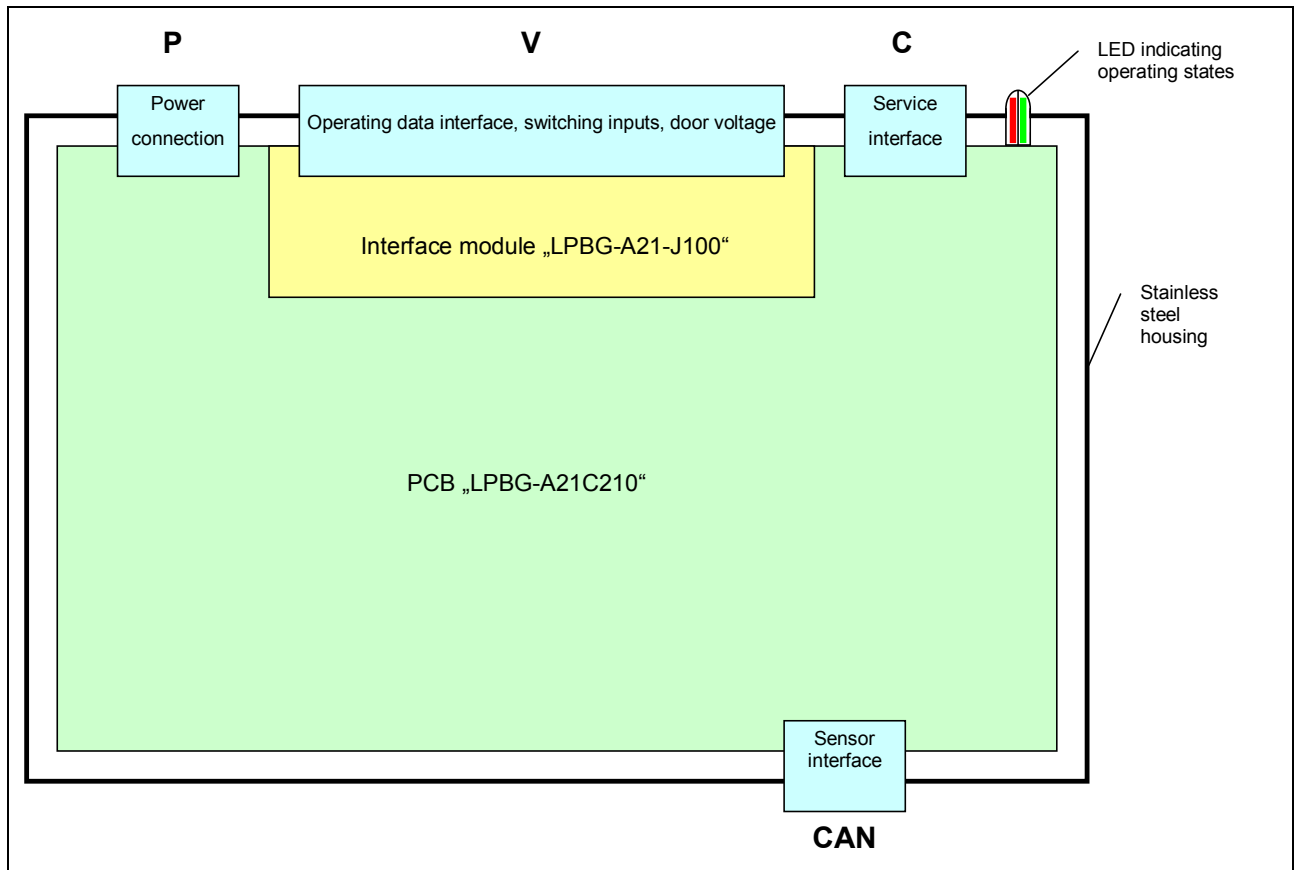 P
V
C
LED indicating
operating states
Power
connection
Operating data interface, switching inputs, door voltage
Service
interface
Interface module „LPBG-A21-J100“
Stainless
steel
housing
PCB „LPBG-A21C210“
Sensor
interface
CAN